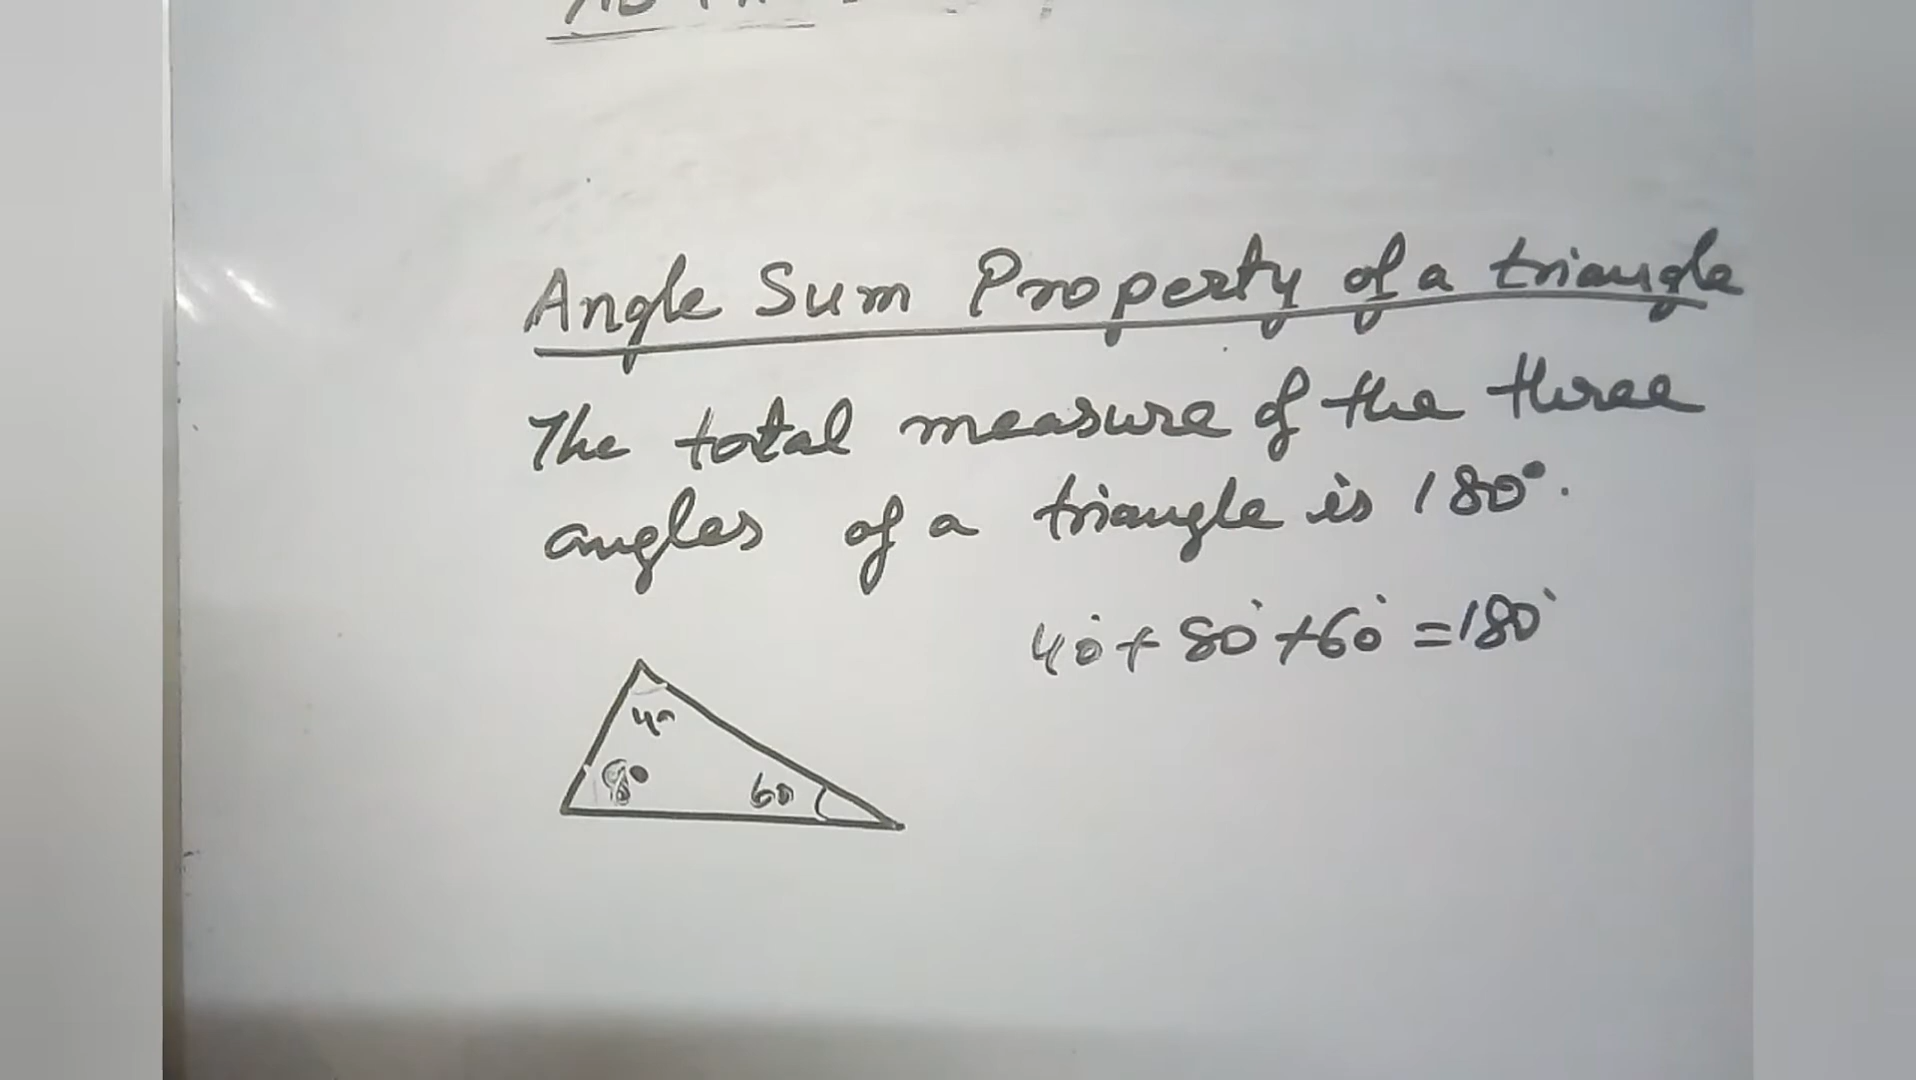 Angle Sum Property of a triangle
The total measure of the three
angles of a triangle is 180°.
40°+80°+60°=180°
40
80
60